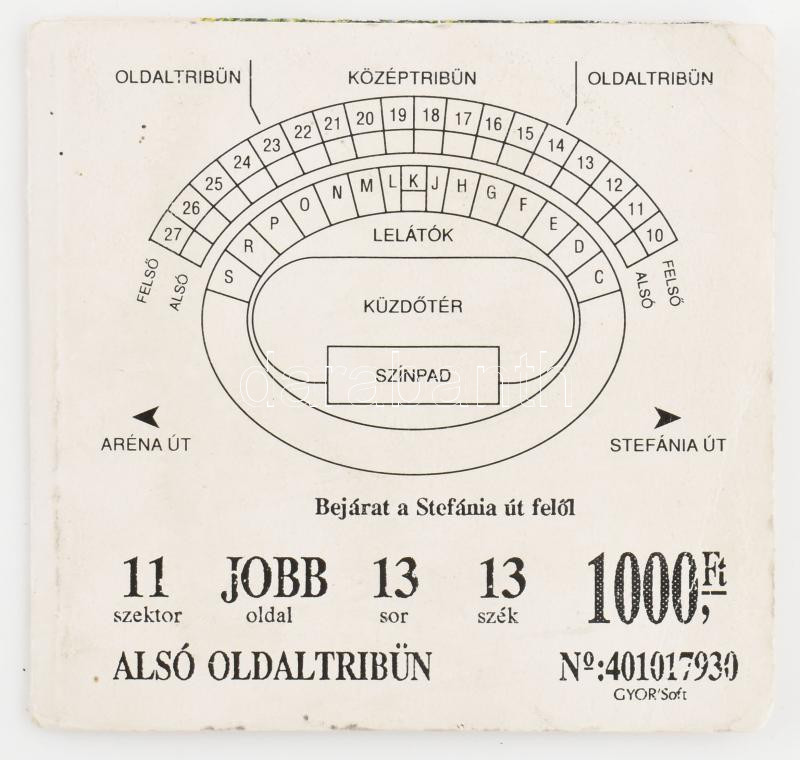 OLDALTRIBÜN KÖZÉPTRIBÜN OLDALTRIBÜN
27 26 25 24 23 22 21 20 19 18 17 16 15 14 13 12 11 10
S R P O N M L K J H G F E D C
FELSŐ ALSÓ LELÁTÓK ALSÓ FELSŐ
KÜZDŐTÉR
SZÍNPAD
darabanth
ARÉNA ÚT STEFÁNIA ÚT
Bejárat a Stefánia út felől
11 JOBB 13 13 1000,Ft
szektor oldal sor szék
ALSÓ OLDALTRIBÜN Nº:401017930
GYOR'Soft